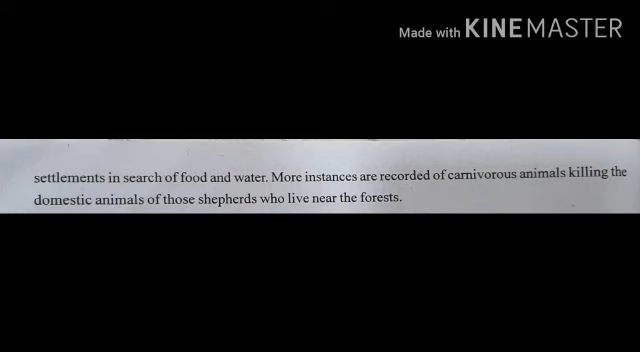 Made with KINEMASTER
settlements in search of food and water. More instances are recorded of carnivorous animals killing the
domestic animals of those shepherds who live near the forests.